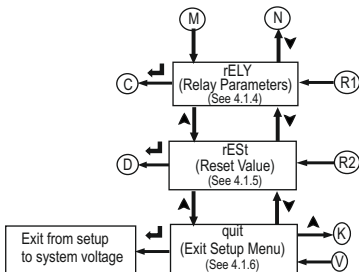 M
N
rELY
(Relay Parameters)
(See 4.1.4)
C
R1
rESt
(Reset Value)
(See 4.1.5)
D
R2
quit
(Exit Setup Menu)
(See 4.1.6)
Exit from setup
to system voltage
K
V